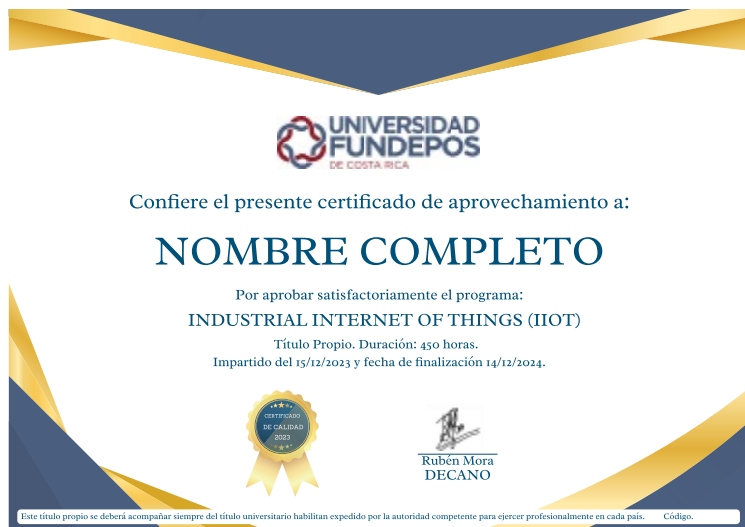 UNIVERSIDAD
FUNDEPOS
DE COSTA RICA
Confiere el presente certificado de aprovechamiento a:
NOMBRE COMPLETO
Por aprobar satisfactoriamente el programa:
INDUSTRIAL INTERNET OF THINGS (IIOT)
Título Propio. Duración: 450 horas.
Impartido del 15/12/2023 y fecha de finalización 14/12/2024.
CERTIFICADO
DE CALIDAD
2023
Rubén Mora
DECANO
Este título propio se deberá acompañar siempre del título universitario habilitan expedido por la autoridad competente para ejercer profesionalmente en cada país. Código.